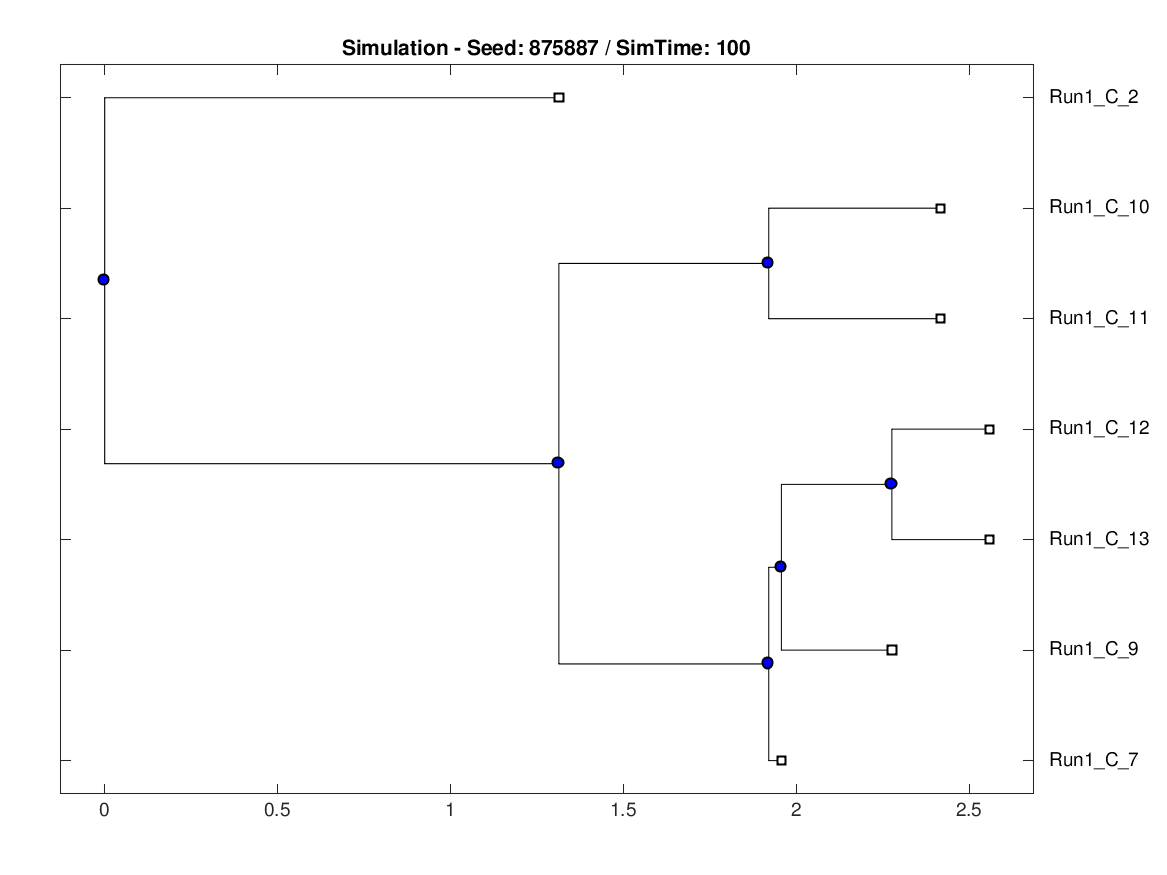 Simulation - Seed: 875887 / SimTime: 100
Run1_C_2
Run1_C_10
Run1_C_11
Run1_C_12
Run1_C_13
Run1_C_9
Run1_C_7
0 0.5 1 1.5 2 2.5